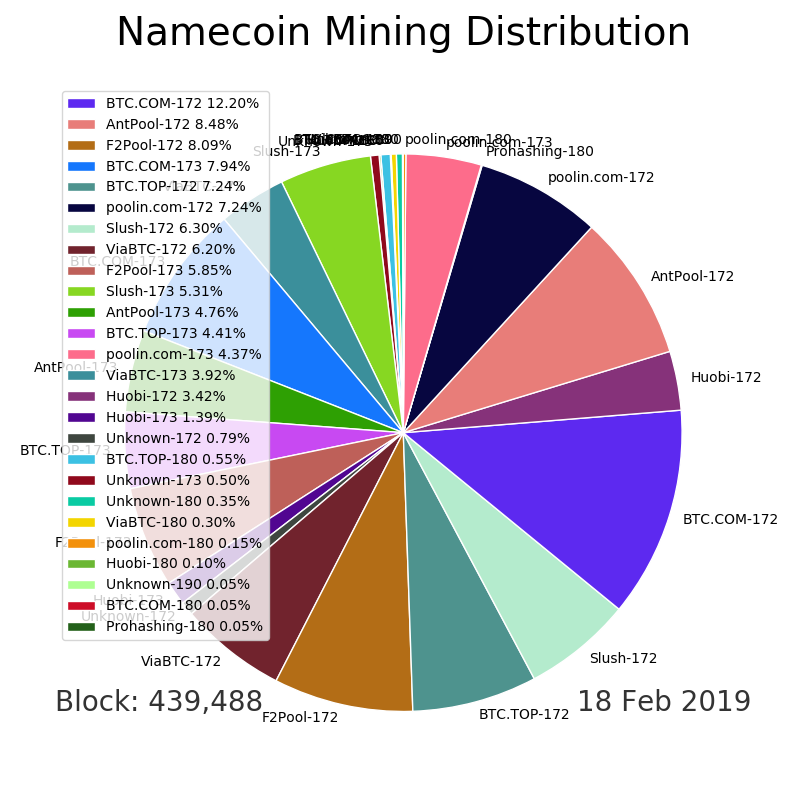 Namecoin Mining Distribution
BTC.COM-172 12.20%
AntPool-172 8.48%
F2Pool-172 8.09%
BTC.COM-173 7.94%
BTC.TOP-172 7.24%
poolin.com-172 7.24%
Slush-172 6.30%
ViaBTC-172 6.20%
F2Pool-173 5.85%
Slush-173 5.31%
AntPool-173 4.76%
BTC.TOP-173 4.41%
poolin.com-173 4.37%
ViaBTC-173 3.92%
Huobi-172 3.42%
Huobi-173 1.39%
Unknown-172 0.79%
BTC.TOP-180 0.55%
Unknown-173 0.50%
Unknown-180 0.35%
ViaBTC-180 0.30%
poolin.com-180 0.15%
Huobi-180 0.10%
Unknown-190 0.05%
BTC.COM-180 0.05%
Prohashing-180 0.05%
poolin.com-180
poolin.com-173
Prohashing-180
poolin.com-172
AntPool-172
Huobi-172
BTC.COM-172
Slush-172
BTC.TOP-172
F2Pool-172
ViaBTC-172
Unknown-172
Huobi-173
BTC.TOP-173
AntPool-173
BTC.COM-173
Slush-173
Block: 439,488
18 Feb 2019